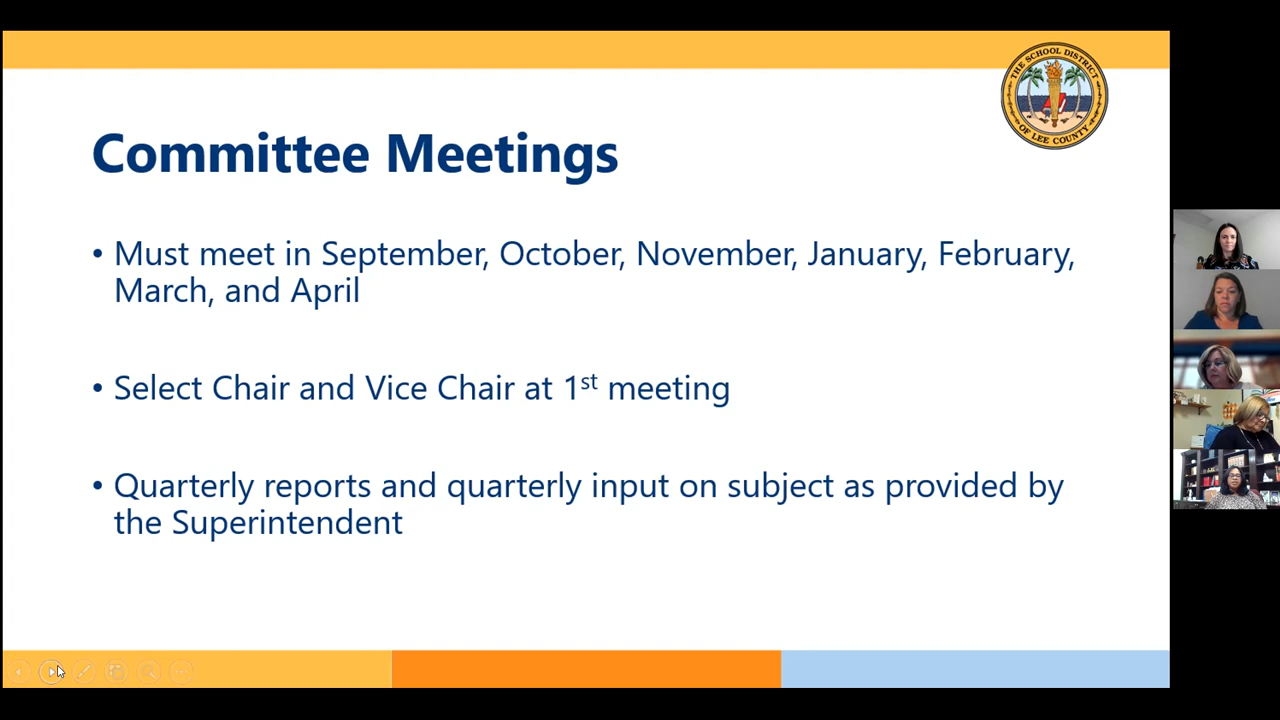 THE SCHOOL DISTRICT
OF LEE COUNTY
Committee Meetings
• Must meet in September, October, November, January, February,
March, and April
• Select Chair and Vice Chair at 1st meeting
• Quarterly reports and quarterly input on subject as provided by
the Superintendent